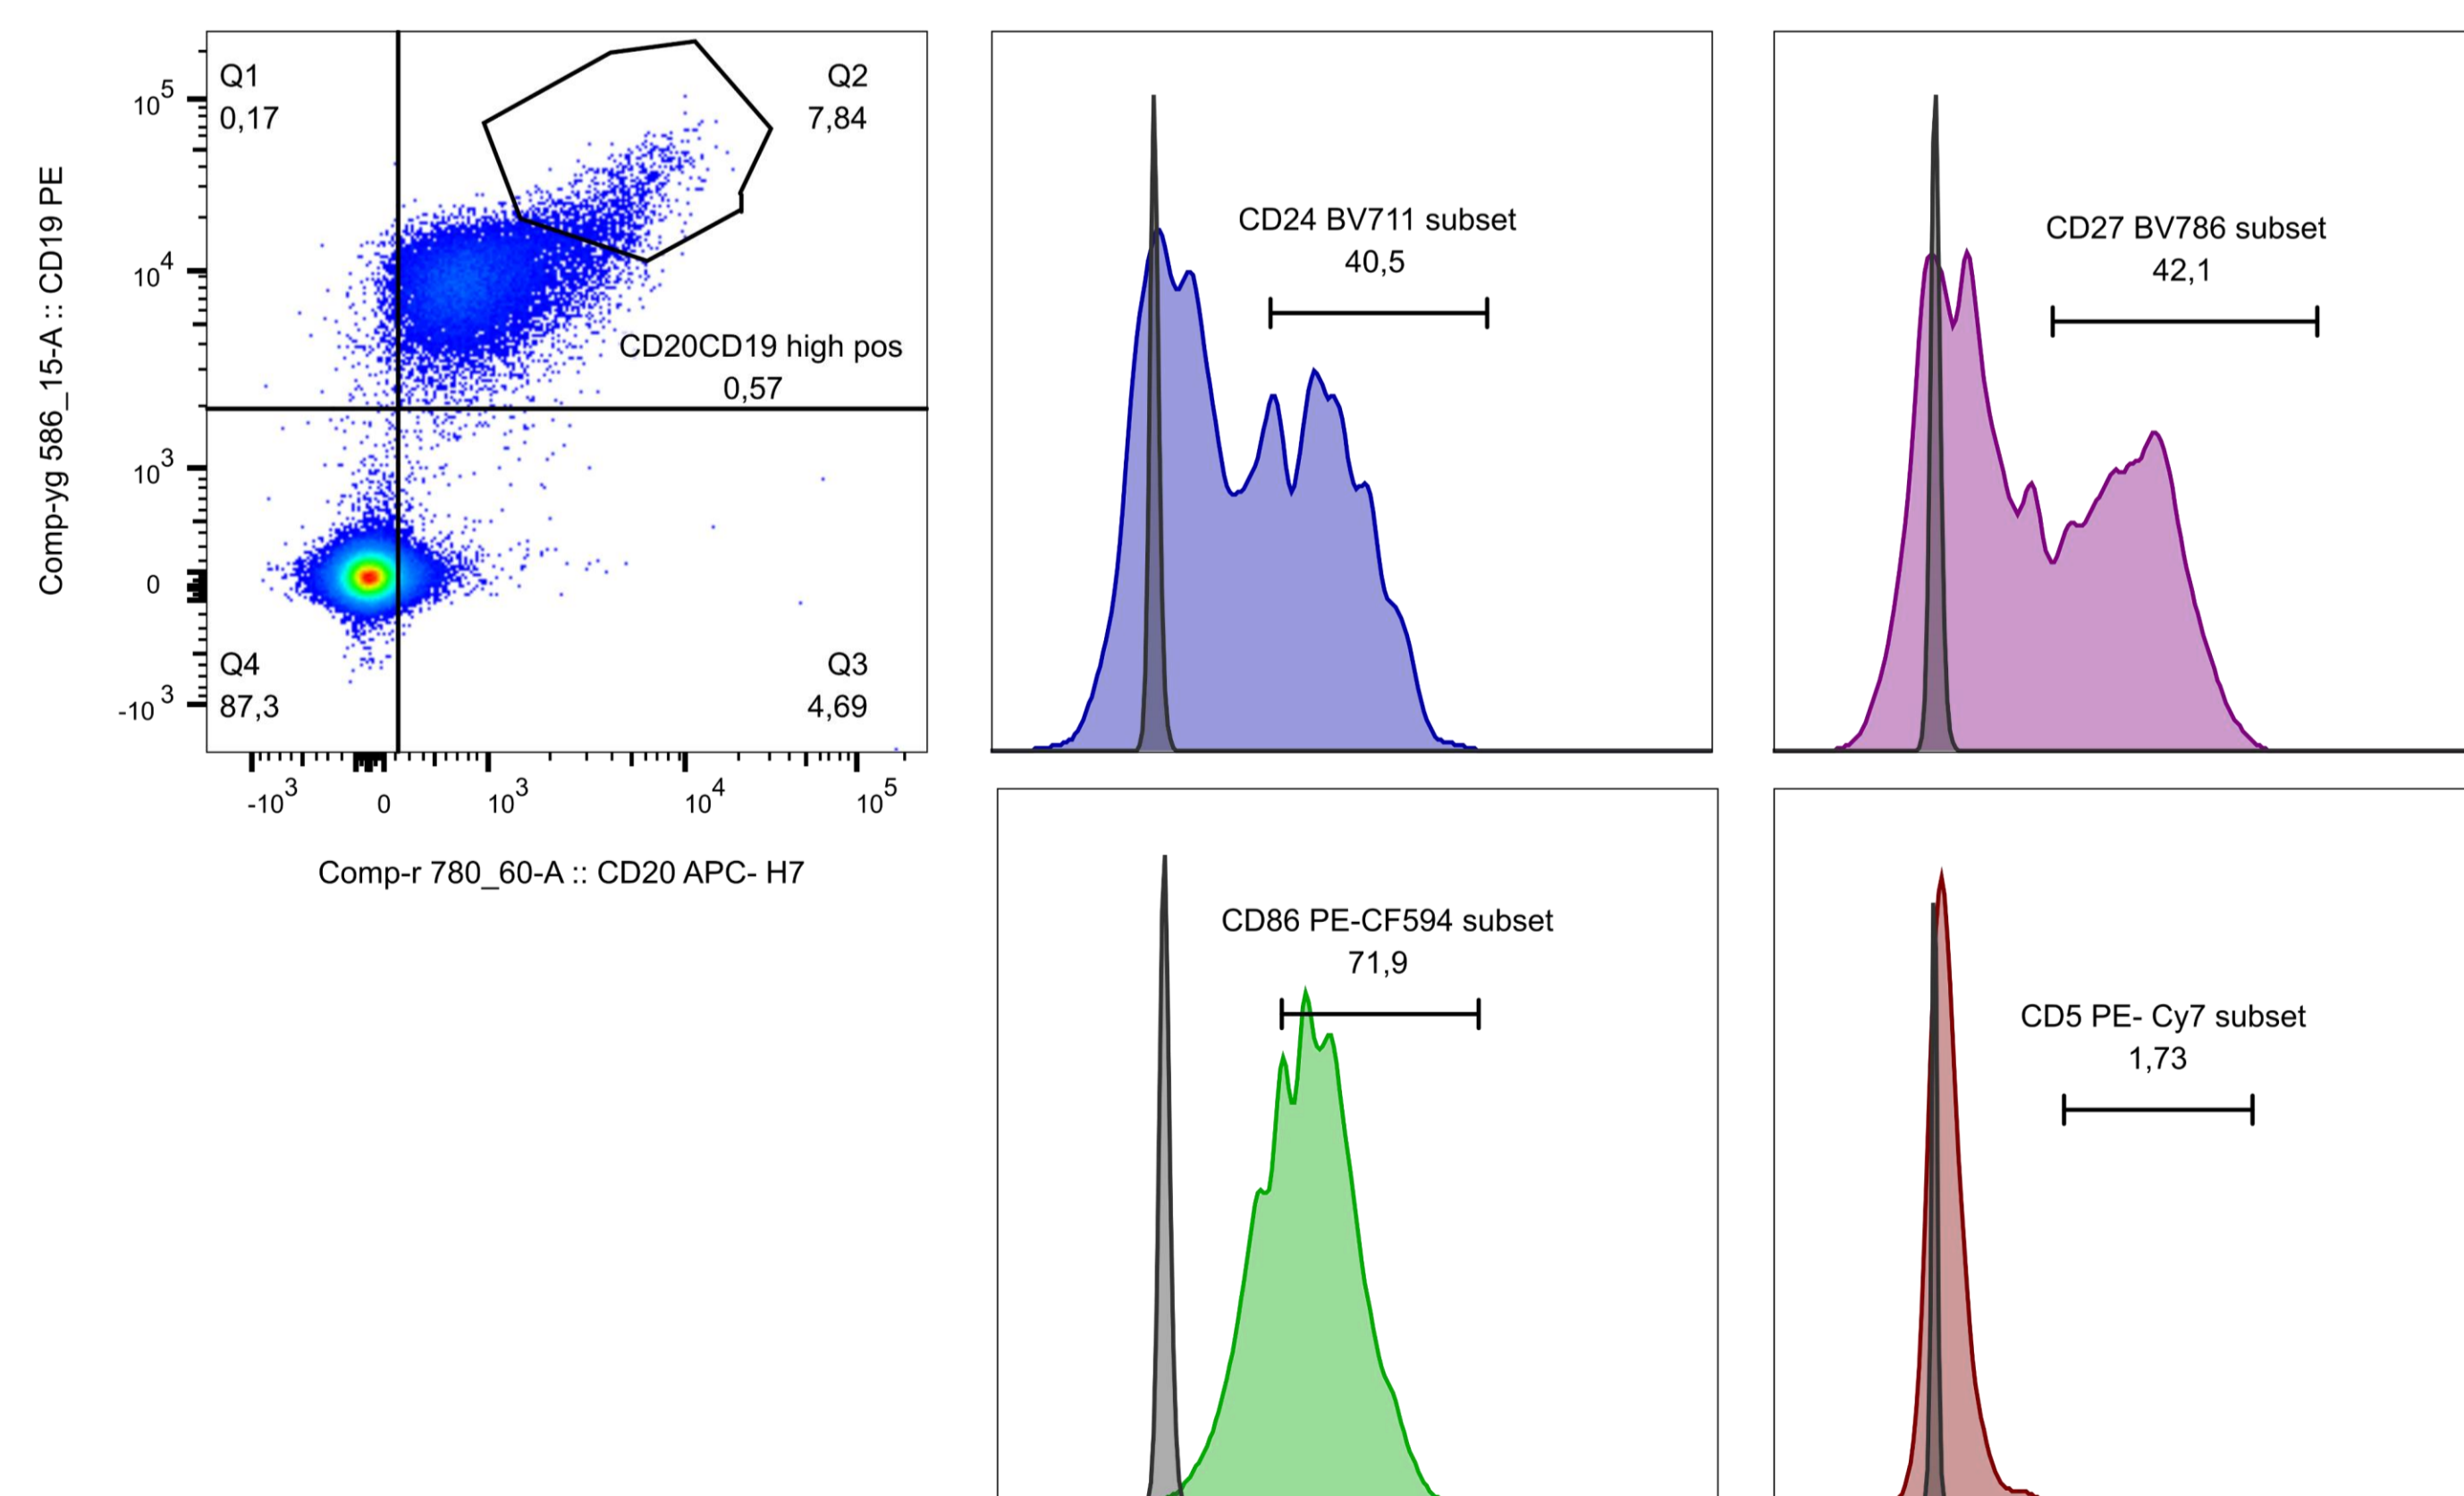 Q1
0,17
Q2
7,84
CD20CD19 high pos
0,57
Q4
87,3
Q3
4,69
10^5
10^4
10^3
0
-10^3
Comp-yg 586_15-A :: CD19 PE
-10^3 0 10^3 10^4 10^5
Comp-r 780_60-A :: CD20 APC- H7
CD24 BV711 subset
40,5
CD27 BV786 subset
42,1
CD86 PE-CF594 subset
71,9
CD5 PE- Cy7 subset
1,73